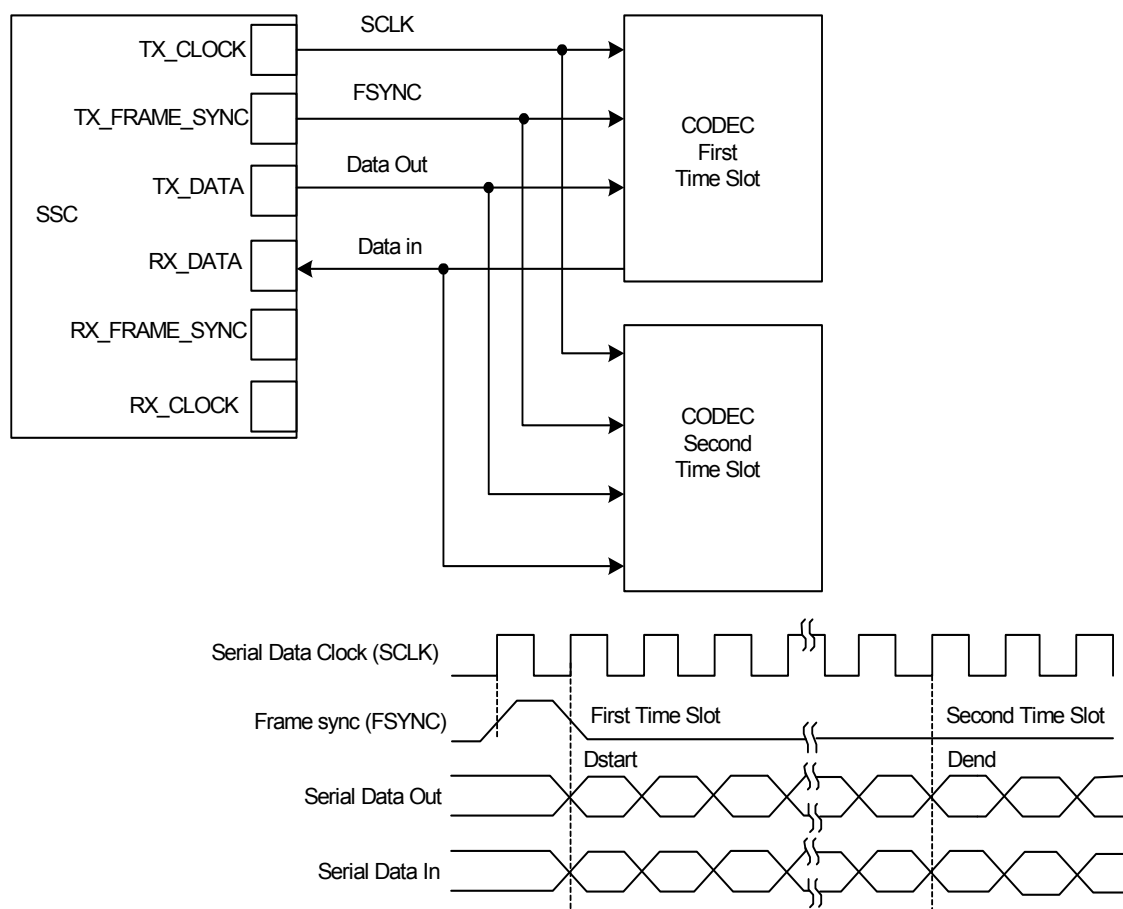 SSC
TX_CLOCK
TX_FRAME_SYNC
TX_DATA
RX_DATA
RX_FRAME_SYNC
RX_CLOCK
SCLK
FSYNC
Data Out
Data in
CODEC
First
Time Slot
CODEC
Second
Time Slot
Serial Data Clock (SCLK)
Frame sync (FSYNC)
First Time Slot
Second Time Slot
Dstart
Dend
Serial Data Out
Serial Data In